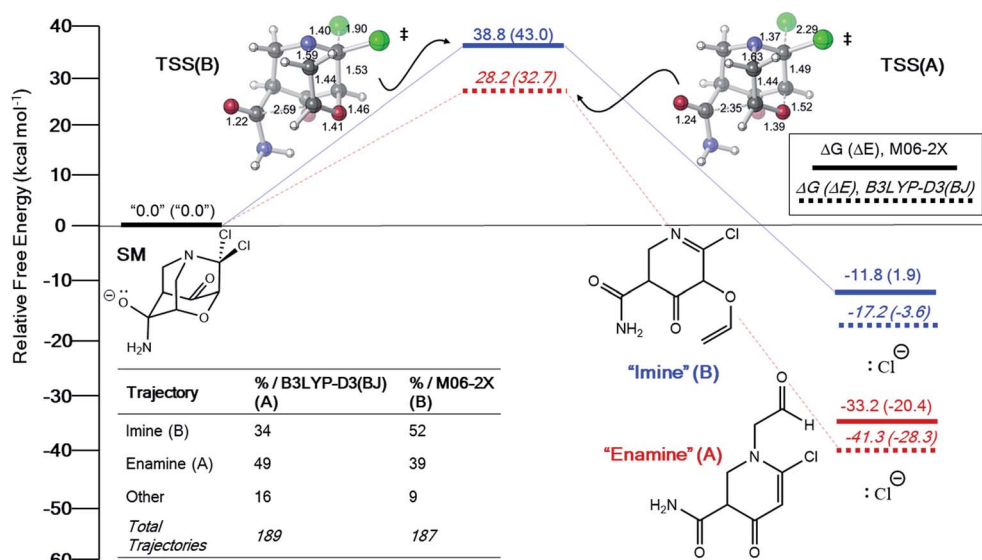 Relative Free Energy (kcal mol⁻¹)
40
30
20
10
0
-10
-20
-30
-40
-50
-60
TSS(B)
‡
1.40
1.90
1.59
1.53
1.44
2.59
1.46
1.22
1.41
38.8 (43.0)
28.2 (32.7)
TSS(A)
‡
1.37
2.29
1.63
1.49
1.44
2.35
1.52
1.24
1.39
ΔG (ΔE), M06-2X
ΔG (ΔE), B3LYP-D3(BJ)
"0.0" ("0.0")
SM
Cl
Cl
N
O
⊖
:
O
O
H₂N
N
Cl
O
O
NH₂
O
"Imine" (B)
-11.8 (1.9)
-17.2 (-3.6)
:Cl⊖
O
H
N
Cl
O
H₂N
O
"Enamine" (A)
-33.2 (-20.4)
-41.3 (-28.3)
:Cl⊖
Trajectory % / B3LYP-D3(BJ) % / M06-2X
(A) (B)
Imine (B) 34 52
Enamine (A) 49 39
Other 16 9
Total
Trajectories 189 187